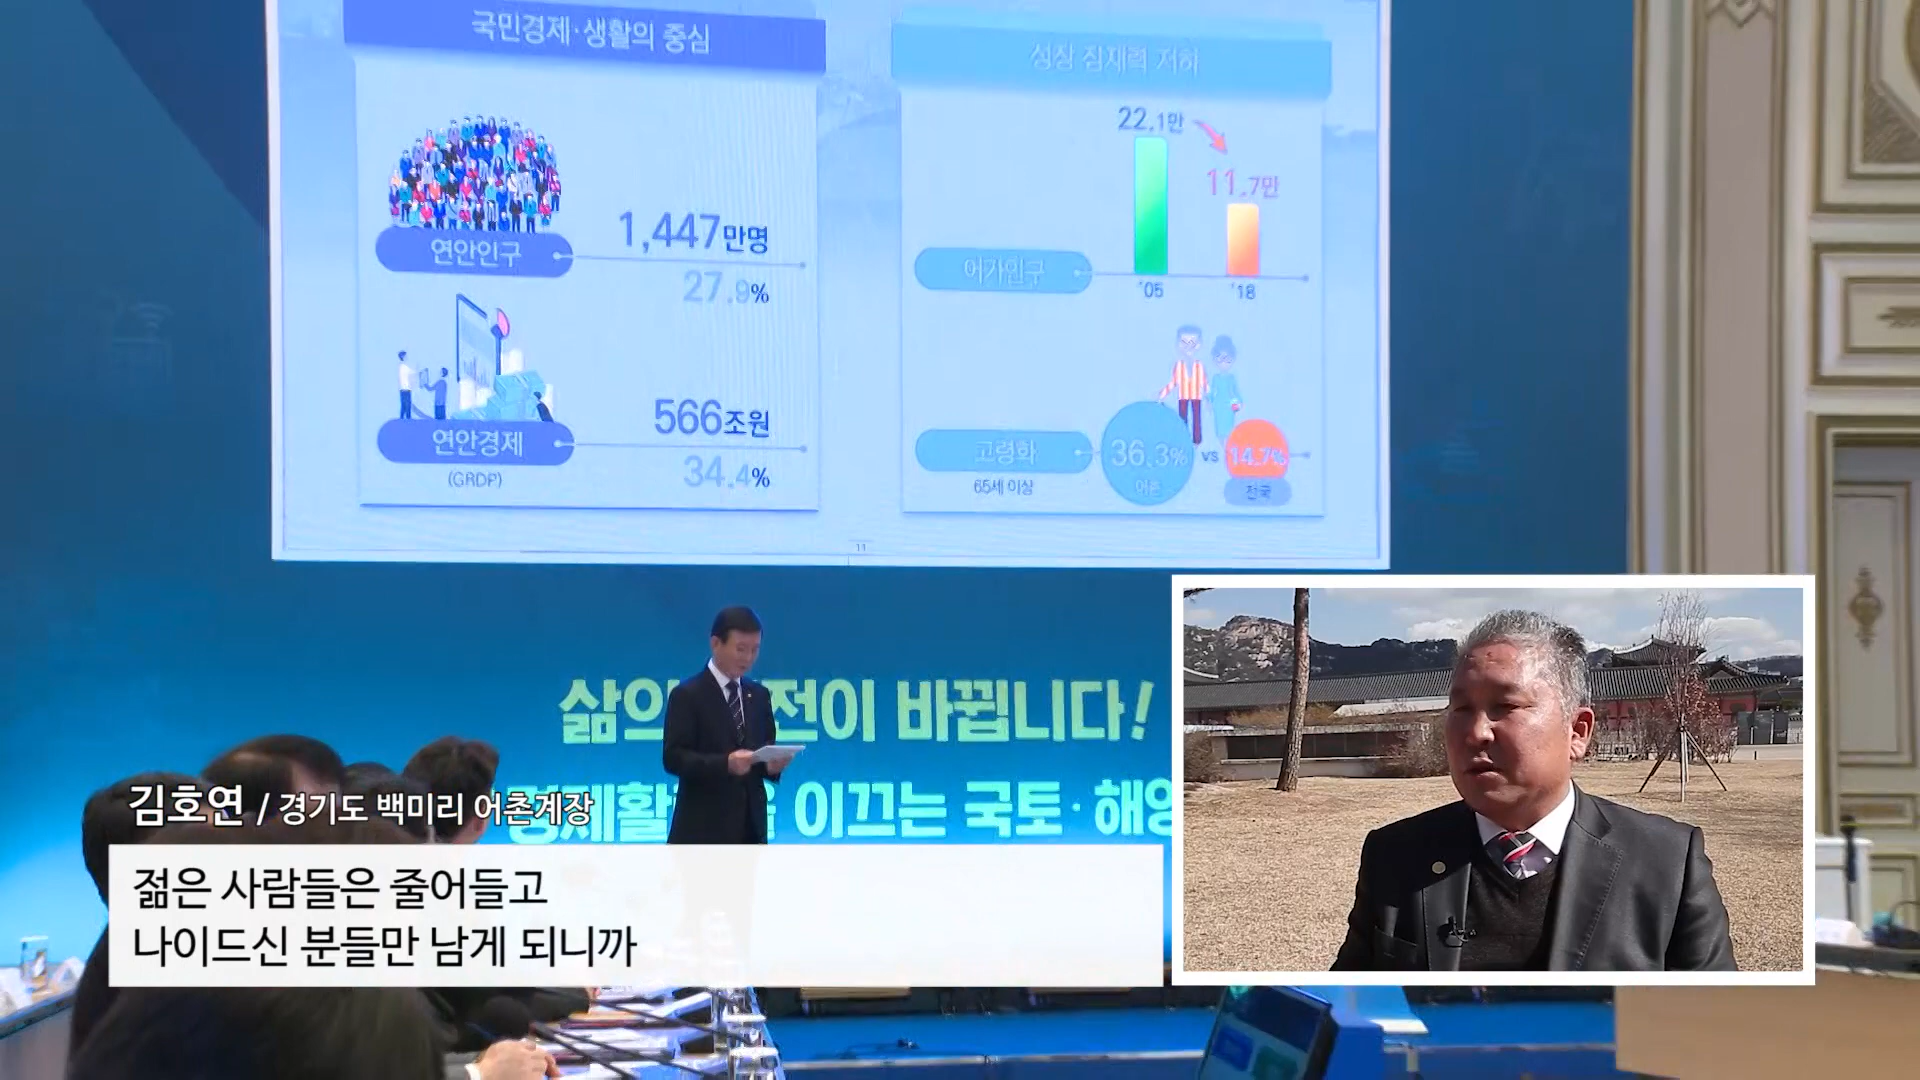 국민경제·생활의 중심
연안인구
1,447만명
27.9%
연안경제
(GRDP)
566조원
34.4%
성장 잠재력 저하
22.1만
11.7만
어가인구
'05
'18
고령화
65세 이상
36.3%
어촌
vs
14.7%
전국
11
삶의 전이 바뀝니다!
이끄는 국토·해양
김호연 / 경기도 백미리 어촌계장
젊은 사람들은 줄어들고
나이드신 분들만 남게 되니까